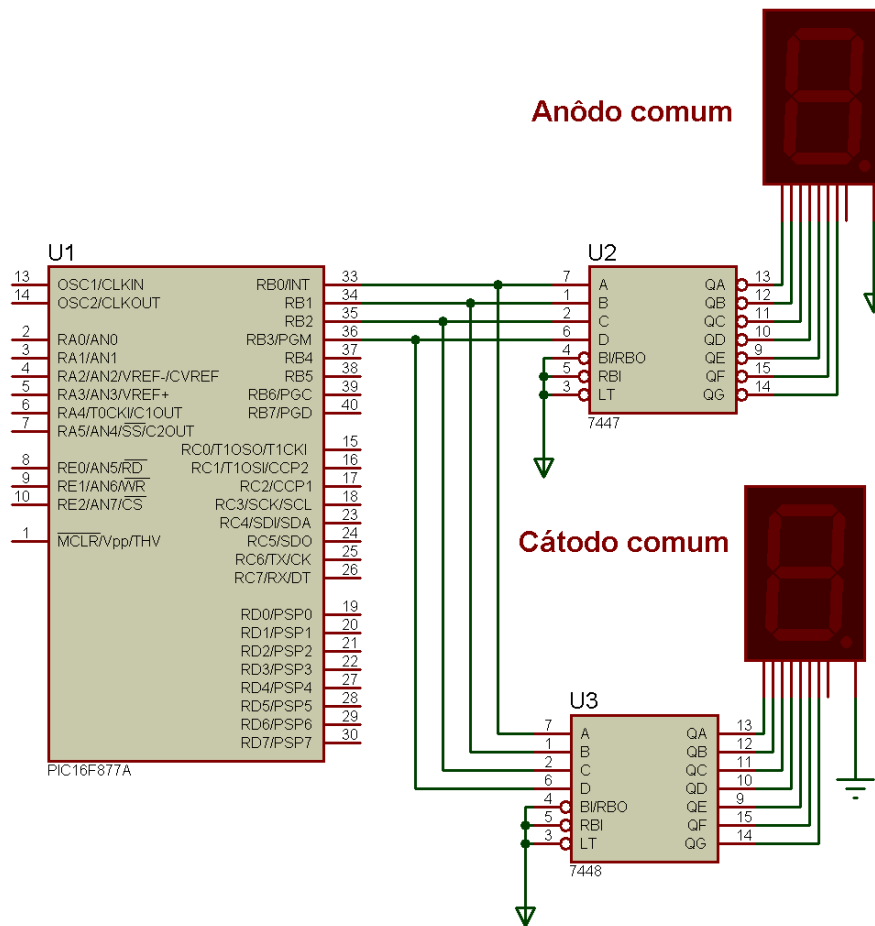 Anôdo comum
U1
13 OSC1/CLKIN
14 OSC2/CLKOUT
2 RA0/AN0
3 RA1/AN1
4 RA2/AN2/VREF-/CVREF
5 RA3/AN3/VREF+
6 RA4/T0CKI/C1OUT
7 RA5/AN4/SS/C2OUT
8 RE0/AN5/RD
9 RE1/AN6/WR
10 RE2/AN7/CS
1 MCLR/Vpp/THV
RB0/INT 33
RB1 34
RB2 35
RB3/PGM 36
RB4 37
RB5 38
RB6/PGC 39
RB7/PGD 40
RC0/T1OSO/T1CKI 15
RC1/T1OSI/CCP2 16
RC2/CCP1 17
RC3/SCK/SCL 18
RC4/SDI/SDA 23
RC5/SDO 24
RC6/TX/CK 25
RC7/RX/DT 26
RD0/PSP0 19
RD1/PSP1 20
RD2/PSP2 21
RD3/PSP3 22
RD4/PSP4 27
RD5/PSP5 28
RD6/PSP6 29
RD7/PSP7 30
PIC16F877A
U2
7 A QA 13
1 B QB 12
2 C QC 11
6 D QD 10
4 BI/RBO QE 9
5 RBI QF 15
3 LT QG 14
7447
Cátodo comum
U3
7 A QA 13
1 B QB 12
2 C QC 11
6 D QD 10
4 BI/RBO QE 9
5 RBI QF 15
3 LT QG 14
7448